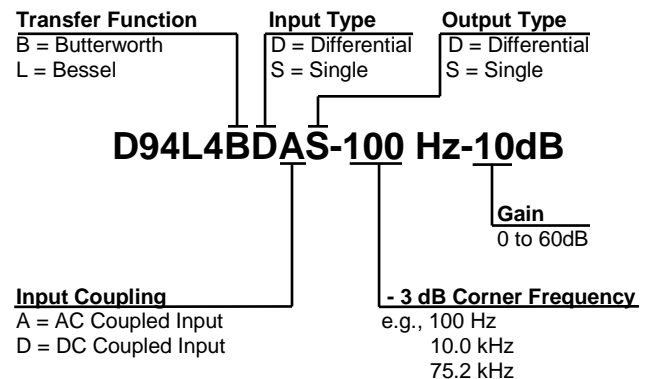 Transfer Function
B = Butterworth
L = Bessel
Input Type
D = Differential
S = Single
Output Type
D = Differential
S = Single
D94L4BDAS-100 Hz-10dB
Gain
0 to 60dB
Input Coupling
A = AC Coupled Input
D = DC Coupled Input
- 3 dB Corner Frequency
e.g., 100 Hz
10.0 kHz
75.2 kHz